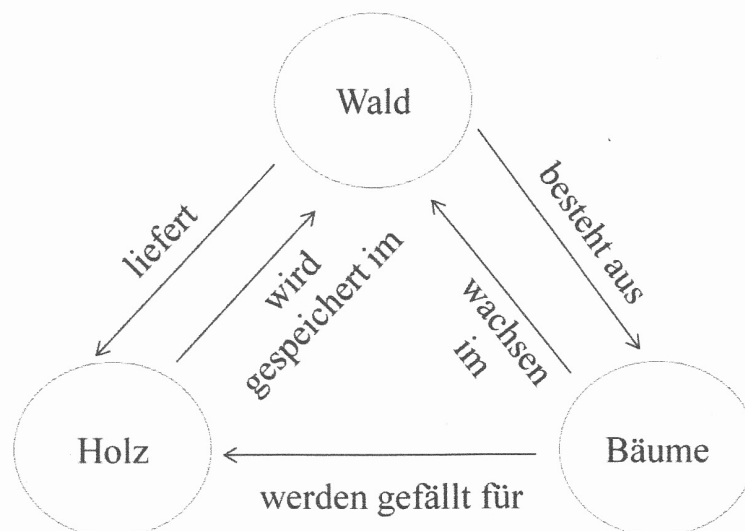 Wald
liefert
wird
gespeichert im
wachsen
im
besteht aus
Holz
Bäume
werden gefällt für